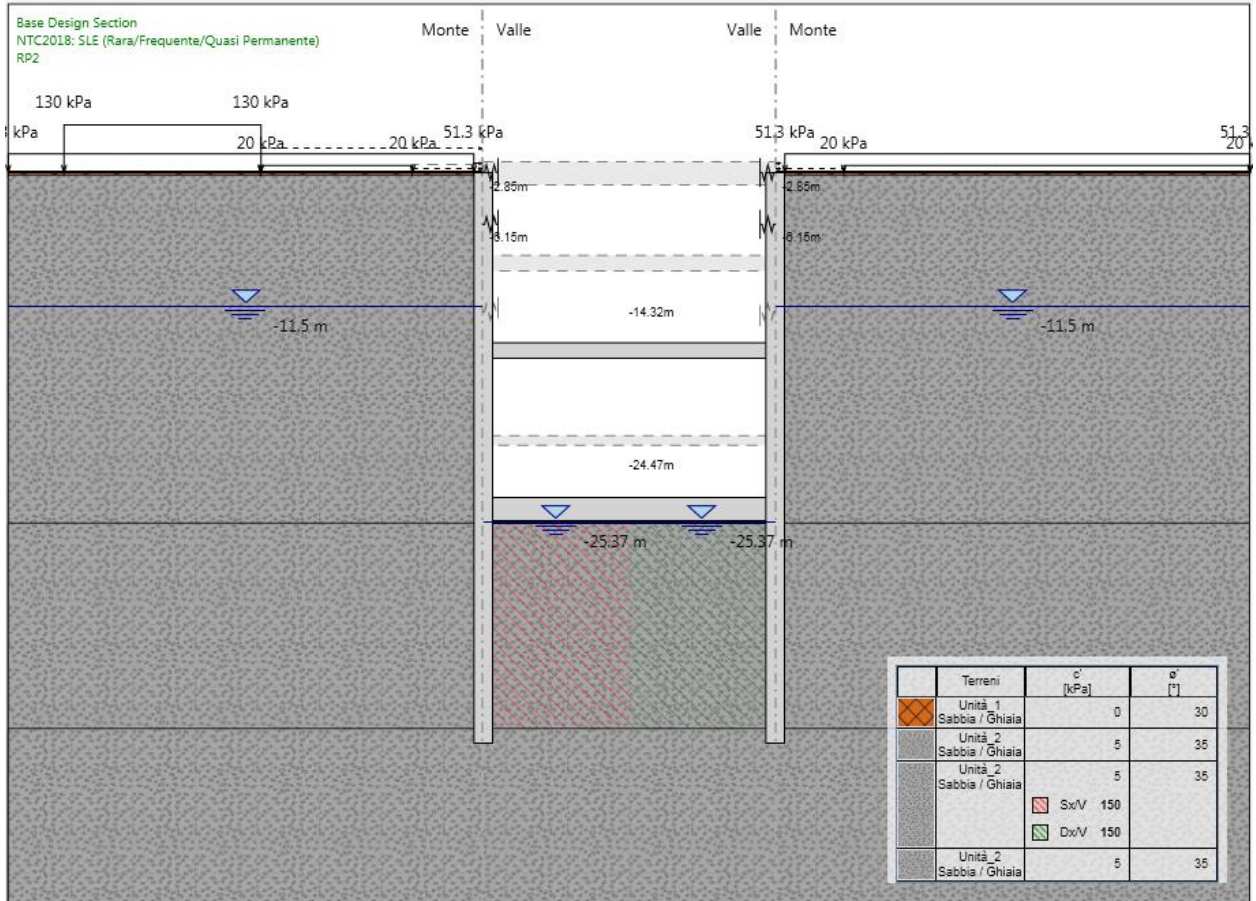 Base Design Section
NTC2018: SLE (Rara/Frequente/Quasi Permanente)
RP2
Monte Valle Valle Monte
130 kPa 130 kPa
kPa 51.3 kPa 51.3 kPa 51.3
20 kPa 20 kPa 20 kPa 20
-2.85m -2.85m
-6.15m -6.15m
-14.32m
-11.5 m -11.5 m
-24.47m
-25.37 m -25.37 m
Terreni c' [kPa] ø' [°]
Unità_1
Sabbia / Ghiaia 0 30
Unità_2
Sabbia / Ghiaia 5 35
Unità_2
Sabbia / Ghiaia 5 35
Sx/V 150
Dx/V 150
Unità_2
Sabbia / Ghiaia 5 35